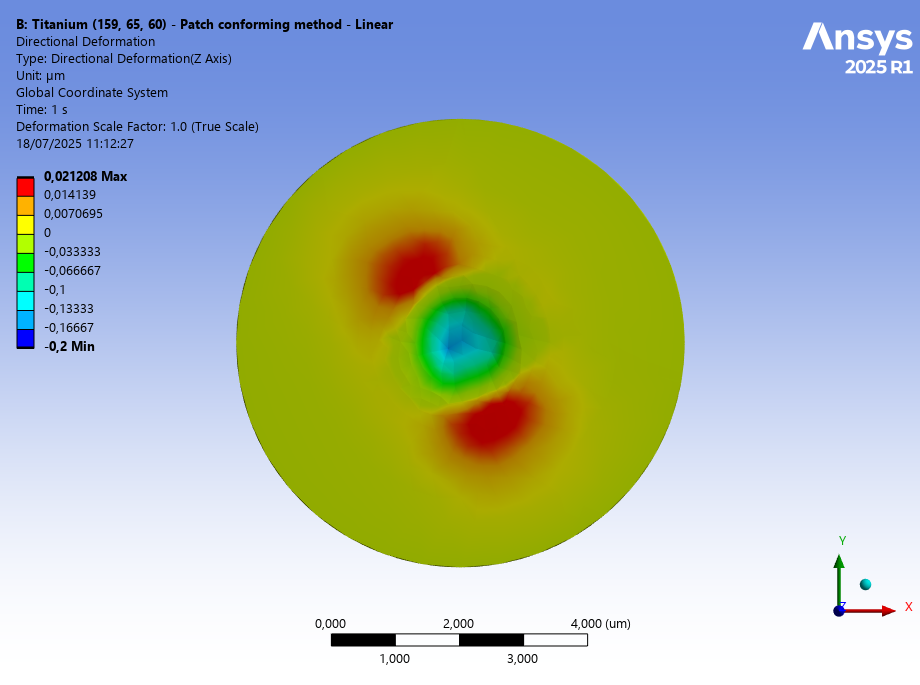 B: Titanium (159, 65, 60) - Patch conforming method - Linear
Directional Deformation
Type: Directional Deformation(Z Axis)
Unit: µm
Global Coordinate System
Time: 1 s
Deformation Scale Factor: 1.0 (True Scale)
18/07/2025 11:12:27
Ansys
2025 R1
0,021208 Max
0,014139
0,0070695
0
-0,033333
-0,066667
-0,1
-0,13333
-0,16667
-0,2 Min
Y
Z
X
0,000 2,000 4,000 (um)
1,000 3,000